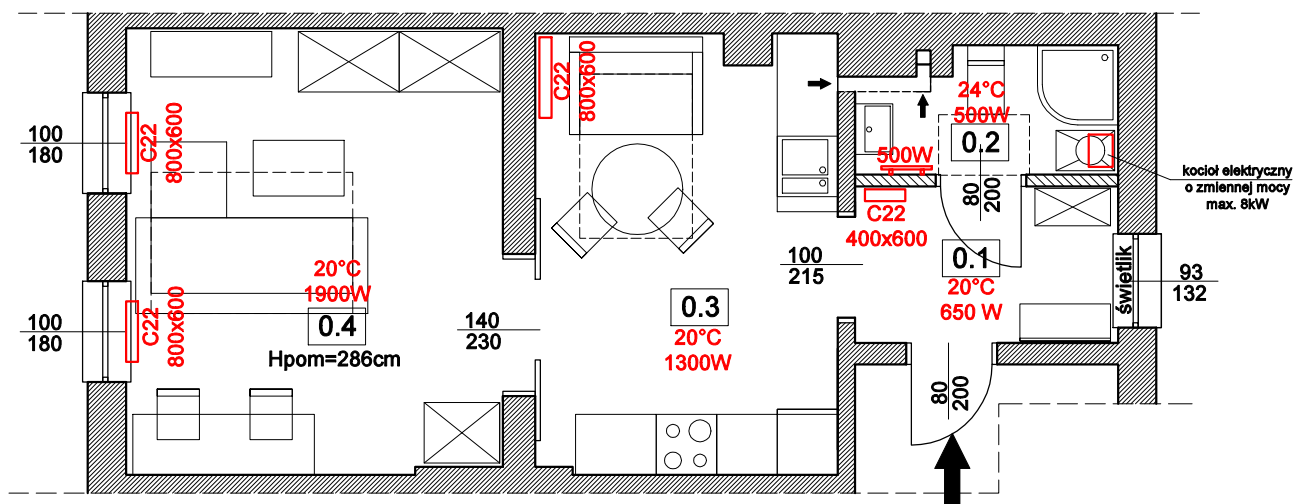 100
180
C22
800x600
100
180
C22
800x600
20°C
1900W
0.4
Hpom=286cm
140
230
C22
800x600
0.3
20°C
1300W
100
215
24°C
500W
0.2
80
200
500W
C22
400x600
0.1
20°C
650 W
80
200
świetlik
93
132
kocioł elektryczny
o zmiennej mocy
max. 8kW